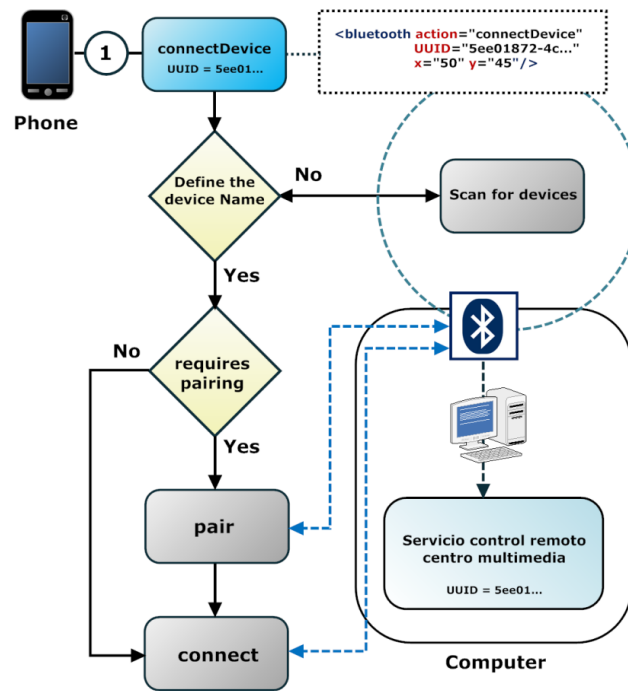 1
connectDevice
UUID = 5ee01...
<bluetooth action="connectDevice"
UUID="5ee01872-4c..."
x="50" y="45"/>
Phone
Define the
device Name
No
Scan for devices
Yes
No
requires
pairing
Yes
pair
Servicio control remoto
centro multimedia
UUID = 5ee01...
connect
Computer